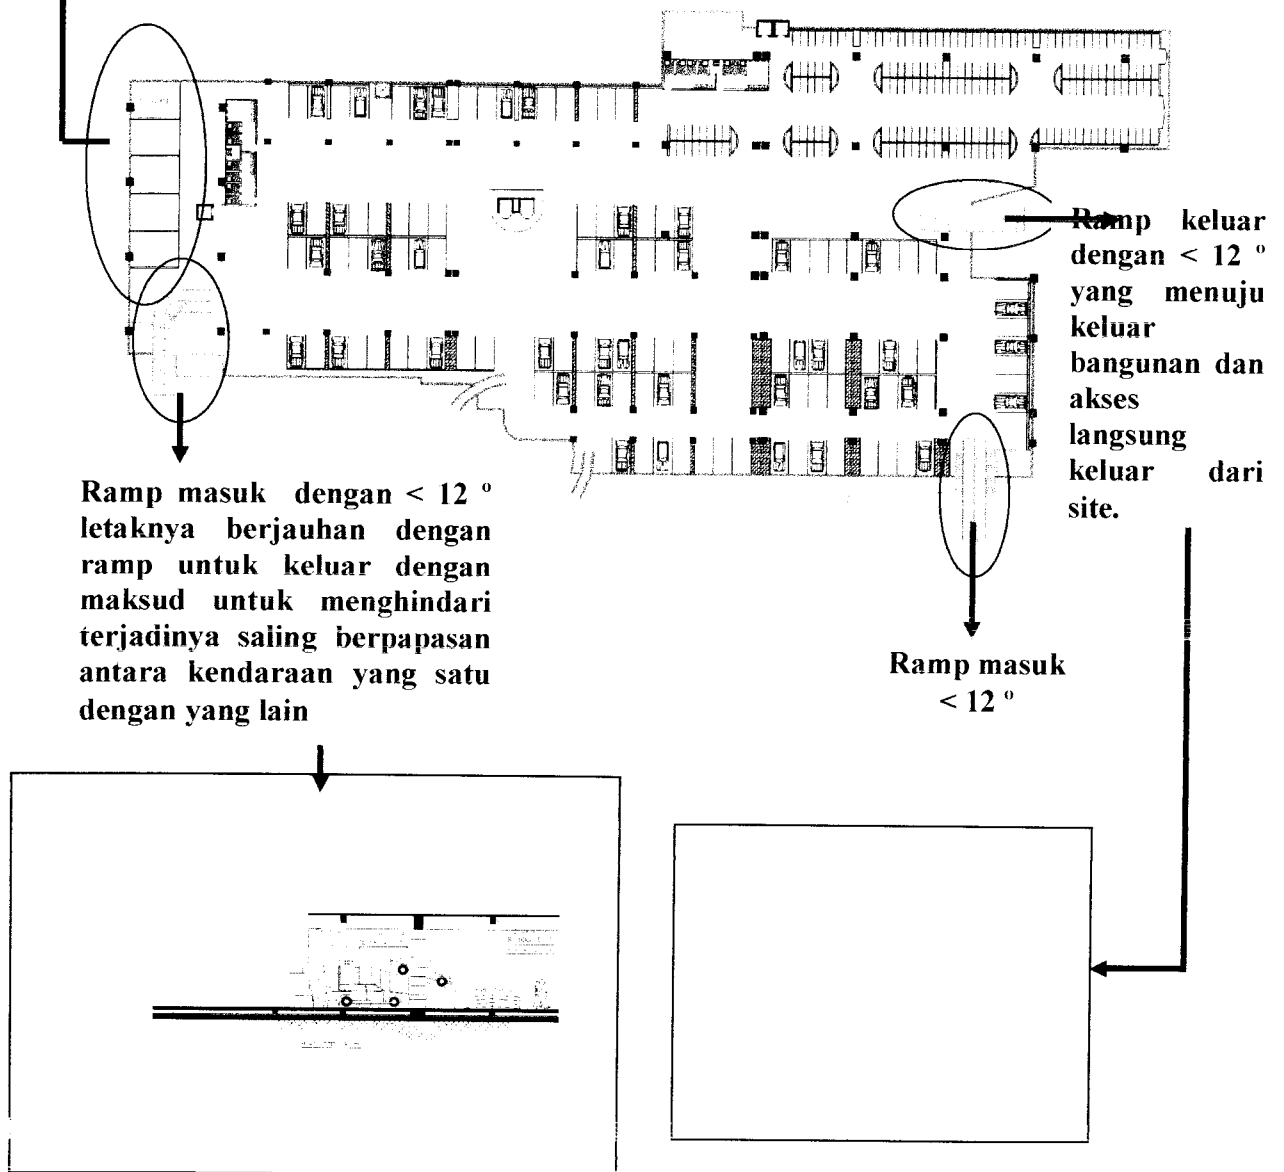 Ramp keluar
dengan < 12 °
yang menuju
keluar
bangunan dan
akses
langsung
keluar dari
site.
Ramp masuk dengan < 12 °
letaknya berjauhan dengan
ramp untuk keluar dengan
maksud untuk menghindari
terjadinya saling berpapasan
antara kendaraan yang satu
dengan yang lain
Ramp masuk
< 12 °